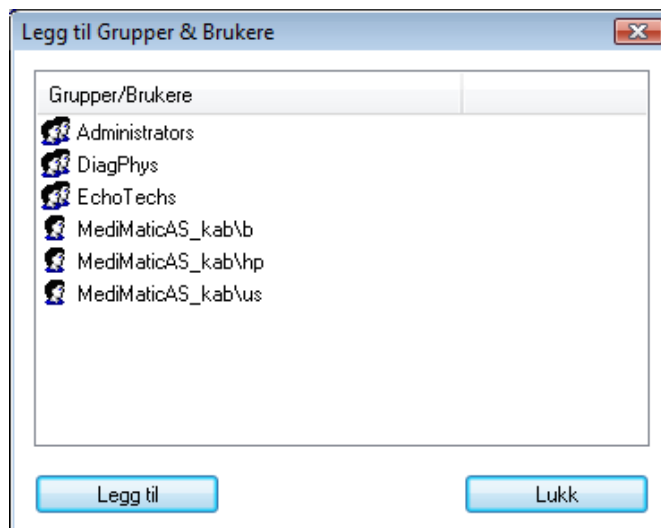 Legg til Grupper & Brukere
Grupper/Brukere
Administrators
DiagPhys
EchoTechs
MediMaticAS_kab\b
MediMaticAS_kab\hp
MediMaticAS_kab\us
Legg til
Lukk